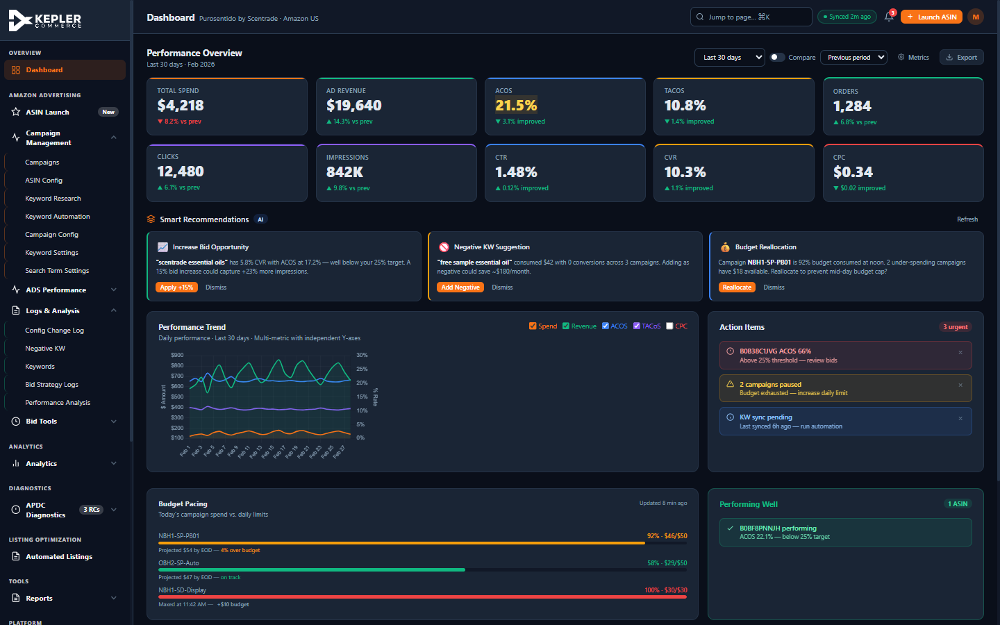 KEPLER
COMMERCE
OVERVIEW
Dashboard
AMAZON ADVERTISING
ASIN Launch New
Campaign
Management
Campaigns
ASIN Config
Keyword Research
Keyword Automation
Campaign Config
Keyword Settings
Search Term Settings
ADS Performance
Logs & Analysis
Config Change Log
Negative KW
Keywords
Bid Strategy Logs
Performance Analysis
Bid Tools
ANALYTICS
Analytics
DIAGNOSTICS
APDC
Diagnostics 3 RCs
LISTING OPTIMIZATION
Automated Listings
TOOLS
Reports
PLATFORM
Dashboard Purosentido by Scentrade · Amazon US
Jump to page... ⌘K
Synced 2m ago
3
+ Launch ASIN
M
Performance Overview
Last 30 days · Feb 2026
Last 30 days
Compare
Previous period
Metrics
Export
TOTAL SPEND
$4,218
▼ 8.2% vs prev
AD REVENUE
$19,640
▲ 14.3% vs prev
ACOS
21.5%
▼ 3.1% improved
TACOS
10.8%
▼ 1.4% improved
ORDERS
1,284
▲ 6.8% vs prev
CLICKS
12,480
▲ 6.1% vs prev
IMPRESSIONS
842K
▲ 9.8% vs prev
CTR
1.48%
▲ 0.12% improved
CVR
10.3%
▲ 1.1% improved
CPC
$0.34
▼ $0.02 improved
Smart Recommendations AI
Refresh
Increase Bid Opportunity
"scentrade essential oils" has 5.8% CVR with ACOS at 17.2% — well below your 25% target. A
15% bid increase could capture +23% more impressions.
Apply +15% Dismiss
Negative KW Suggestion
"free sample essential oil" consumed $42 with 0 conversions across 3 campaigns. Adding as
negative could save ~$180/month.
Add Negative Dismiss
Budget Reallocation
Campaign NBH1-SP-PB01 is 92% budget consumed at noon. 2 under-spending campaigns
have $18 available. Reallocate to prevent mid-day budget cap?
Reallocate Dismiss
Performance Trend
Daily performance · Last 30 days · Multi-metric with independent Y-axes
Spend Revenue ACOS TACoS CPC
$900
$800
$700
$600
$500
$400
$300
$200
$100
$ Amount
30%
25%
20%
15%
10%
5%
0%
% Rate
Feb 1 Feb 3 Feb 5 Feb 7 Feb 9 Feb 11 Feb 13 Feb 15 Feb 17 Feb 19 Feb 21 Feb 23 Feb 25 Feb 27
Action Items
3 urgent
B0B38C1JVG ACOS 66%
Above 25% threshold — review bids
×
2 campaigns paused
Budget exhausted — increase daily limit
×
KW sync pending
Last synced 6h ago — run automation
×
Budget Pacing
Today's campaign spend vs. daily limits
Updated 8 min ago
NBH1-SP-PB01 92% · $46/$50
Projected $54 by EOD — 4% over budget
OBH2-SP-Auto 58% · $29/$50
Projected $47 by EOD — on track
NBH1-SD-Display 100% · $30/$30
Maxed at 11:42 AM — +$10 budget
Performing Well
1 ASIN
B0BF8PNNJH performing
ACOS 22.1% — below 25% target